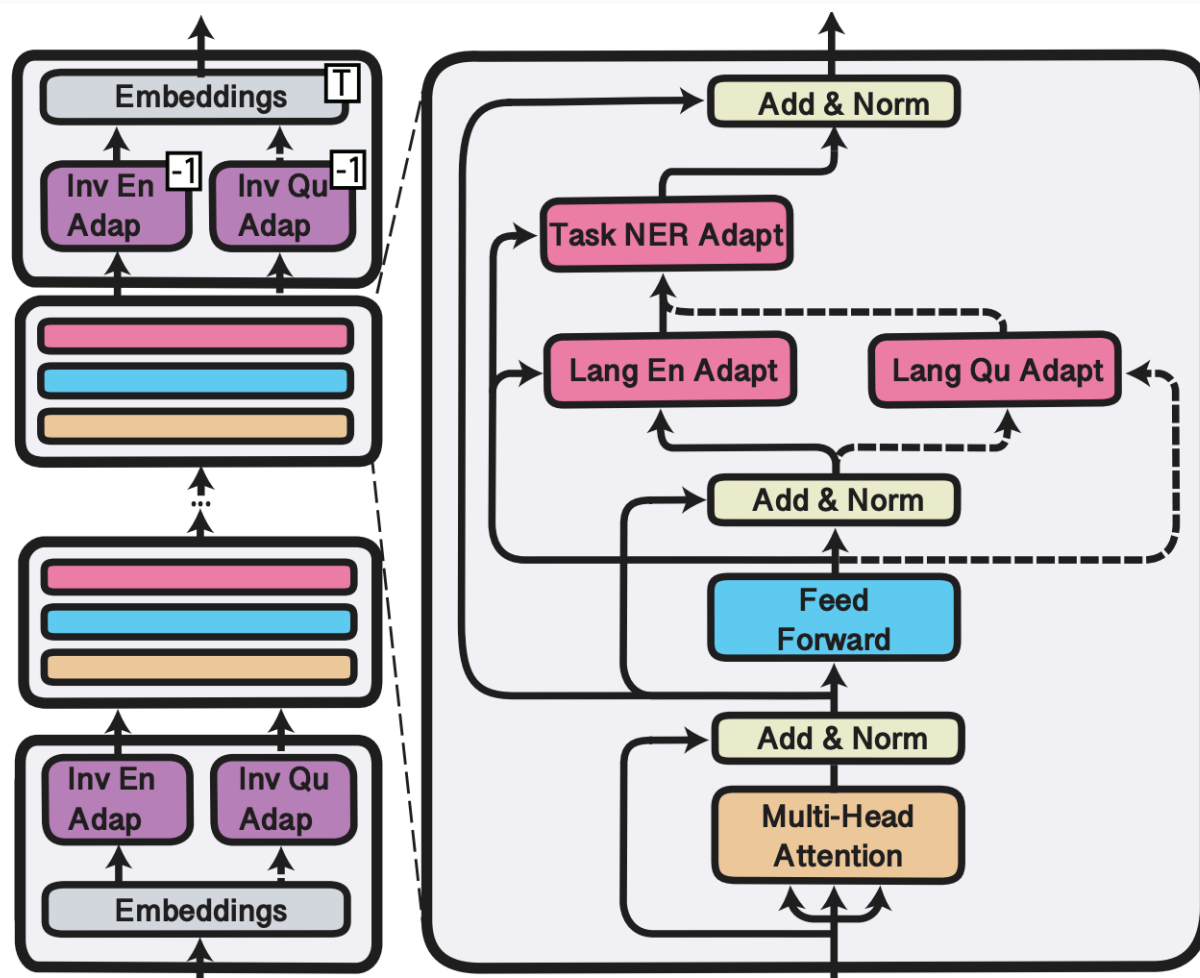 Embeddings
T
Inv En
Adap
-1
Inv Qu
Adap
-1
...
Inv En
Adap
Inv Qu
Adap
Embeddings
Add & Norm
Task NER Adapt
Lang En Adapt
Lang Qu Adapt
Add & Norm
Feed
Forward
Add & Norm
Multi-Head
Attention